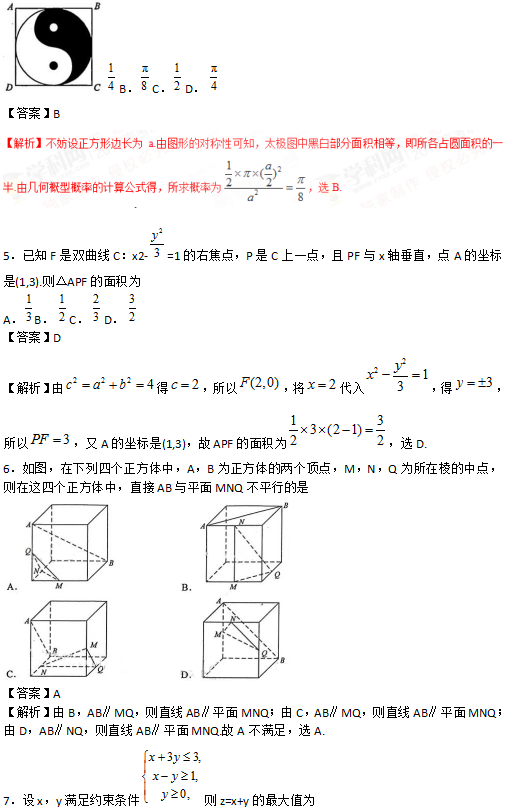 A B
D C
1/4 B. π/8 C. 1/2 D. π/4
【答案】B
【解析】不妨设正方形边长为 a.由图形的对称性可知，太极图中黑白部分面积相等，即所各占圆面积的一
半.由几何概型概率的计算公式得，所求概率为 (1/2×π×(a/2)²)/a² = π/8，选 B.
5．已知 F 是双曲线 C：x2- y²/3 =1 的右焦点，P 是 C 上一点，且 PF 与 x 轴垂直，点 A 的坐标
是(1,3).则△APF 的面积为
A．1/3 B．1/2 C．2/3 D．3/2
【答案】D
【解析】由 c² = a² + b² = 4 得 c = 2，所以 F(2,0)，将 x = 2 代入 x² - y²/3 = 1，得 y = ±3，
所以 PF = 3，又 A 的坐标是(1,3)，故 APF 的面积为 1/2 × 3 × (2 − 1) = 3/2，选 D.
6．如图，在下列四个正方体中，A，B 为正方体的两个顶点，M，N，Q 为所在棱的中点，
则在这四个正方体中，直接 AB 与平面 MNQ 不平行的是
A Q N M B
A. 
A N B Q M
B. 
A B M N Q
C. 
A N M Q B
D. 
【答案】A
【解析】由 B，AB∥MQ，则直线 AB∥平面 MNQ；由 C，AB∥MQ，则直线 AB∥平面 MNQ；
由 D，AB∥NQ，则直线 AB∥平面 MNQ.故 A 不满足，选 A.
7．设 x，y 满足约束条件 { x + 3y ≤ 3, x − y ≥ 1, y ≥ 0, 则 z=x+y 的最大值为